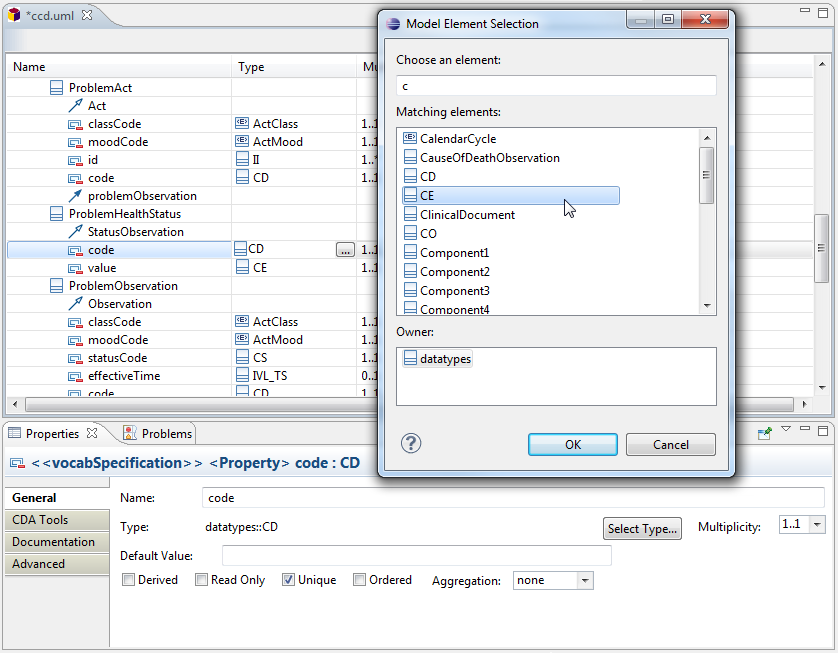 *ccd.uml
Name Type Mu
ProblemAct
Act
classCode ActClass 1..1
moodCode ActMood 1..1
id II 1..*
code CD 1..1
problemObservation
ProblemHealthStatus
StatusObservation
code CD ... 1..1
value CE 1..1
ProblemObservation
Observation
classCode ActClass 1..1
moodCode ActMood 1..1
statusCode CS 1..1
effectiveTime IVL_TS 0..1
code CD 1..1
Model Element Selection
Choose an element:
c
Matching elements:
CalendarCycle
CauseOfDeathObservation
CD
CE
ClinicalDocument
CO
Component1
Component2
Component3
Component4
Owner:
datatypes
OK Cancel
Properties Problems
<<vocabSpecification>> <Property> code : CD
General
CDA Tools
Documentation
Advanced
Name: code
Type: datatypes::CD Select Type... Multiplicity: 1..1
Default Value:
Derived Read Only Unique Ordered Aggregation: none